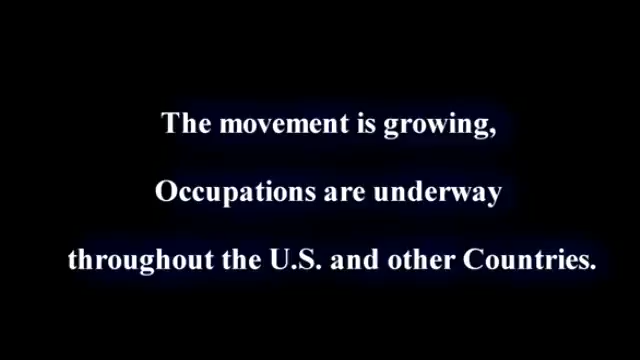 The movement is growing,
Occupations are underway
throughout the U.S. and other Countries.